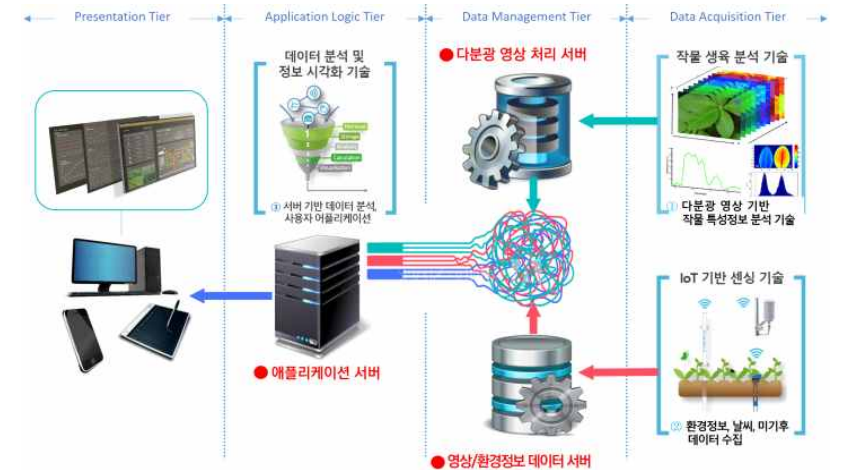 Presentation Tier
Application Logic Tier
Data Management Tier
Data Acquisition Tier
데이터 분석 및
정보 시각화 기술
③ 서버 기반 데이터 분석,
사용자 어플리케이션
애플리케이션 서버
다분광 영상 처리 서버
영상/환경정보 데이터 서버
작물 생육 분석 기술
① 다분광 영상 기반
작물 특성정보 분석 기술
IoT 기반 센싱 기술
② 환경정보, 날씨, 미기후
데이터 수집